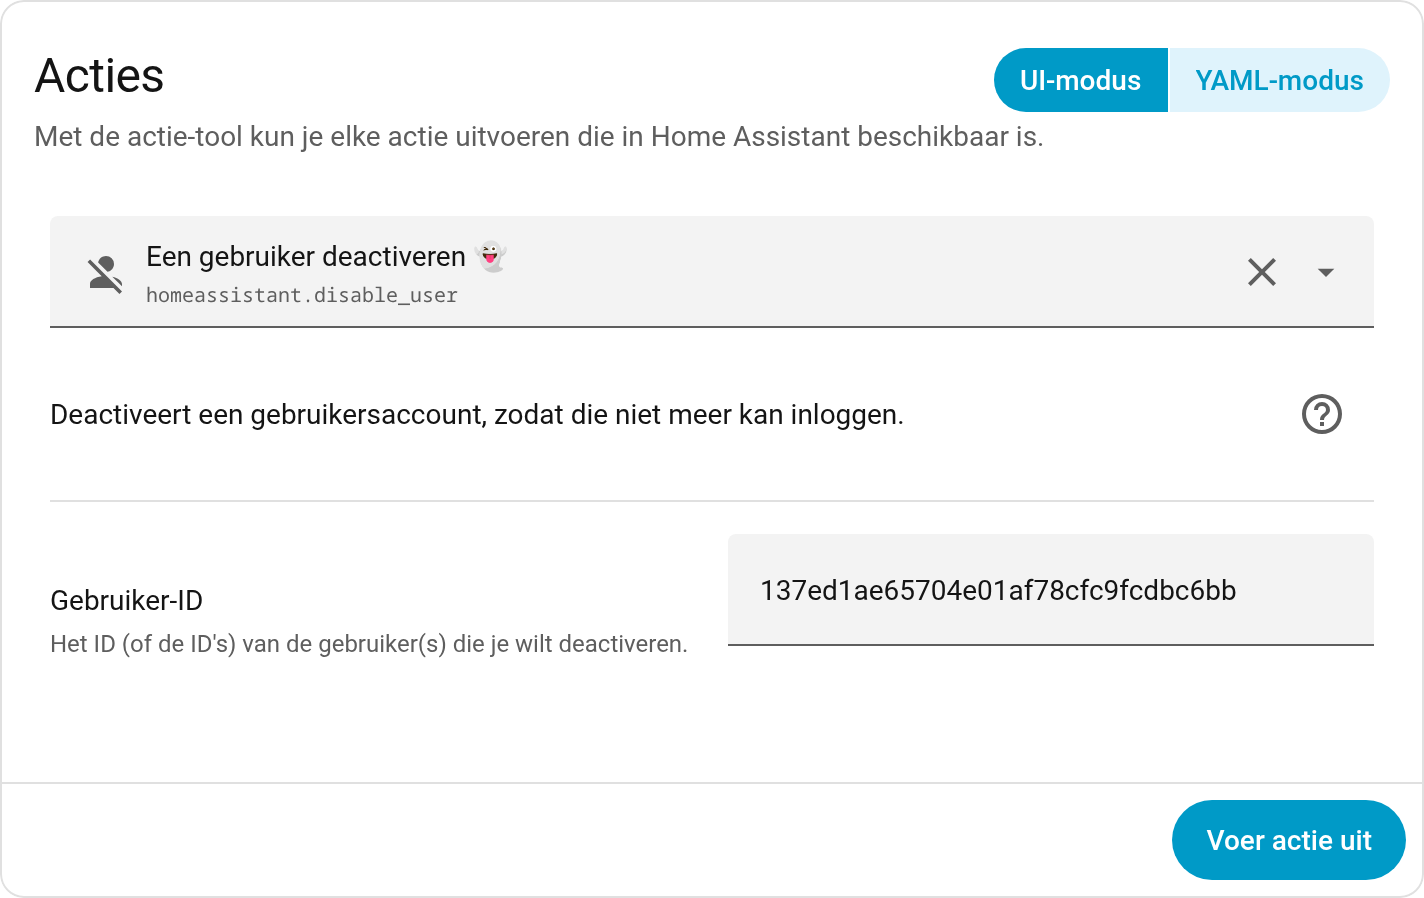 Acties
UI-modus
YAML-modus
Met de actie-tool kun je elke actie uitvoeren die in Home Assistant beschikbaar is.
Een gebruiker deactiveren 👻
homeassistant.disable_user
Deactiveert een gebruikersaccount, zodat die niet meer kan inloggen.
Gebruiker-ID
Het ID (of de ID's) van de gebruiker(s) die je wilt deactiveren.
137ed1ae65704e01af78cfc9fcdbc6bb
Voer actie uit